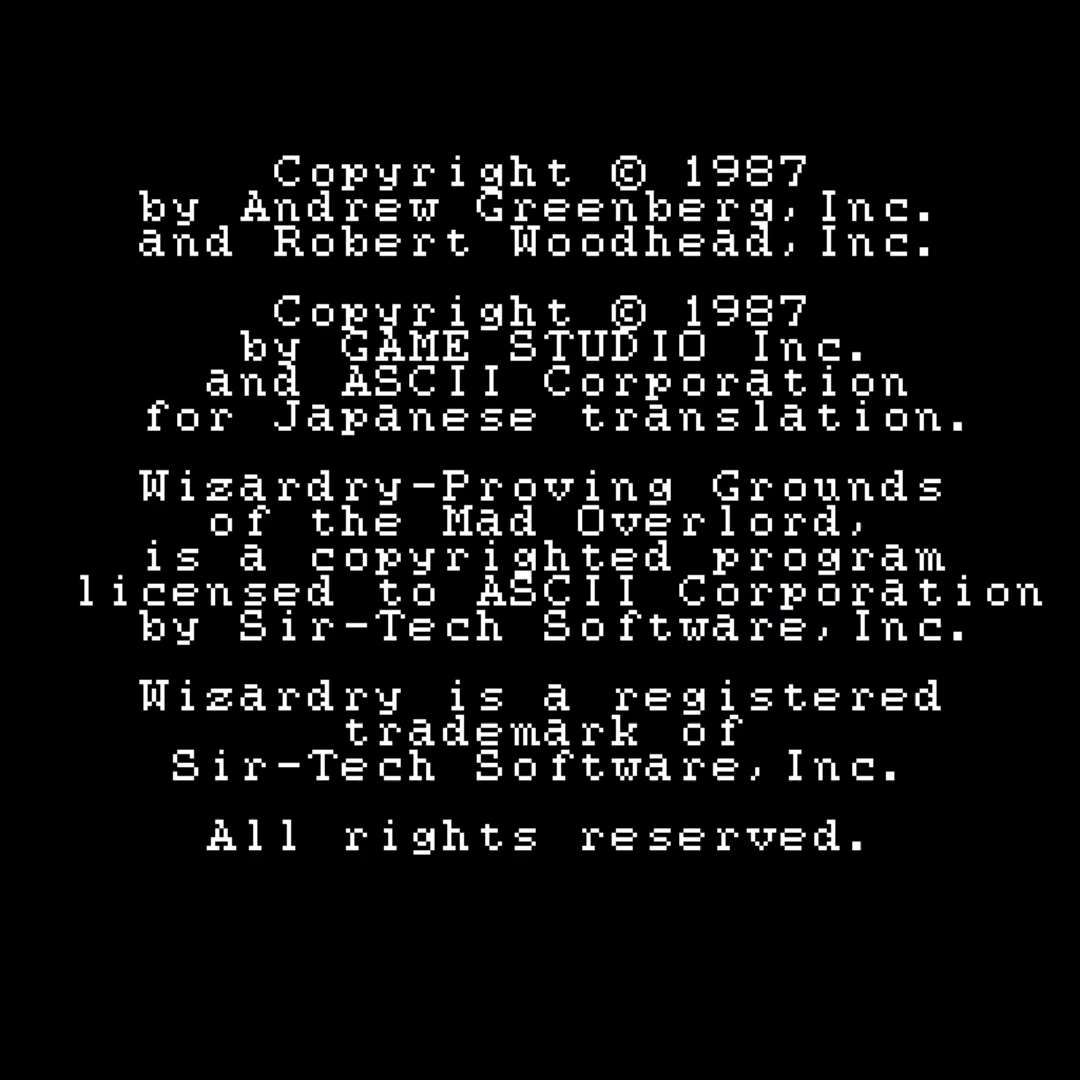 Copyright © 1987
by Andrew Greenberg,Inc.
and Robert Woodhead,Inc.
Copyright © 1987
by GAME STUDIO Inc.
and ASCII Corporation
for Japanese translation.
Wizardry-Proving Grounds
of the Mad Overlord,
is a copyrighted program
licensed to ASCII Corporation
by Sir-Tech Software,Inc.
Wizardry is a registered
trademark of
Sir-Tech Software,Inc.
All rights reserved.